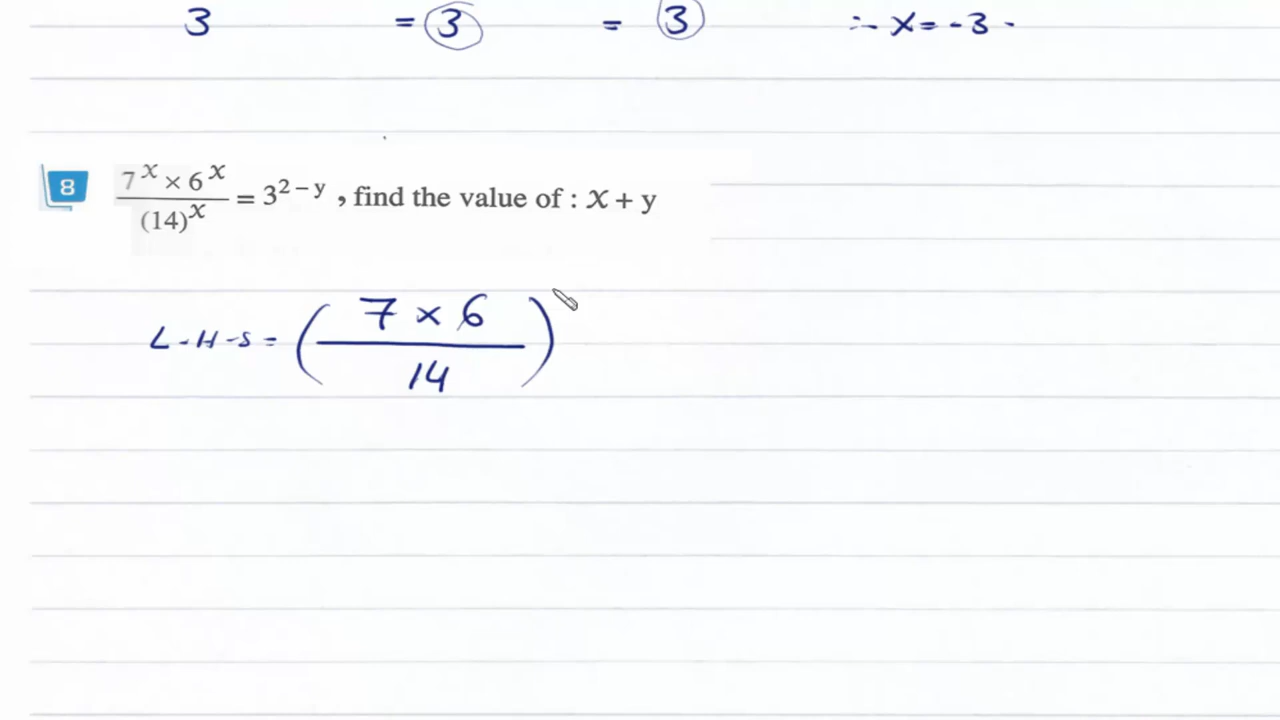 3 = 3 = 3 ∴ x = -3
8 7^x × 6^x / (14)^x = 3^(2 - y) , find the value of : x + y
L-H-S = ( 7 × 6 / 14 )